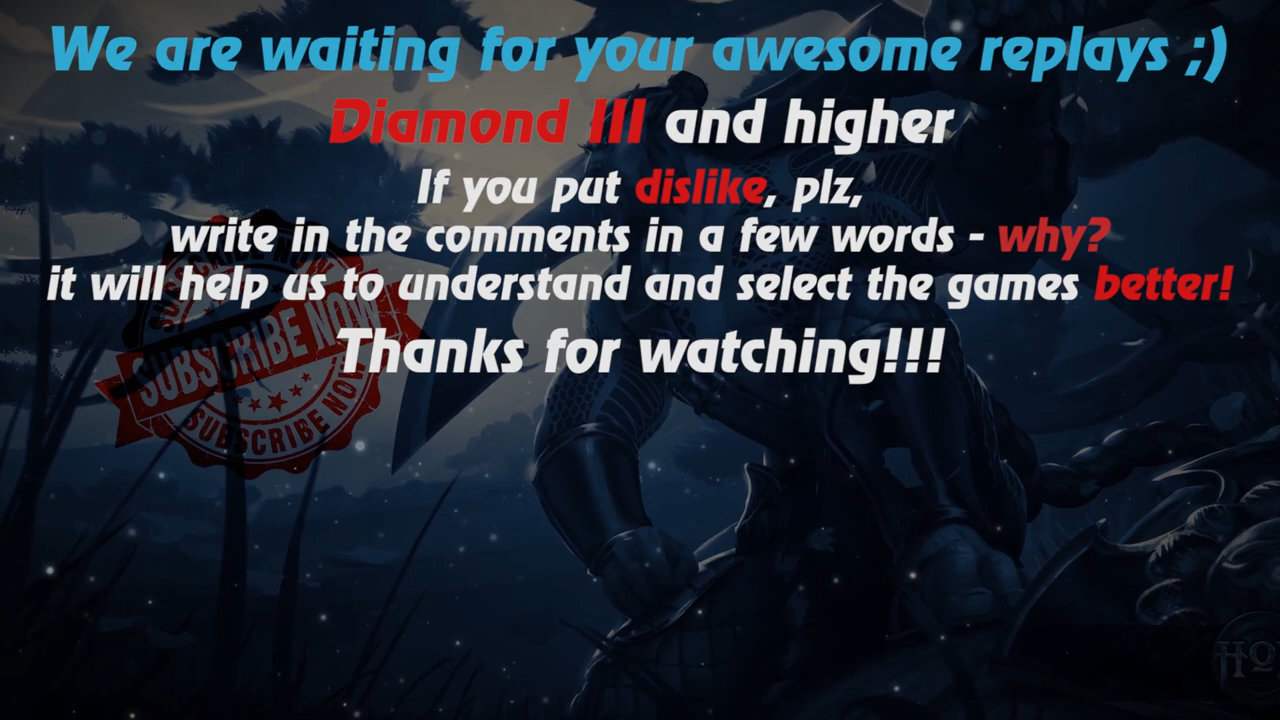 We are waiting for your awesome replays ;)
Diamond III and higher
If you put dislike, plz,
write in the comments in a few words - why?
it will help us to understand and select the games better!
Thanks for watching!!!
SUBSCRIBE NOW
SUBSCRIBE NOW
SUBSCRIBE NOW